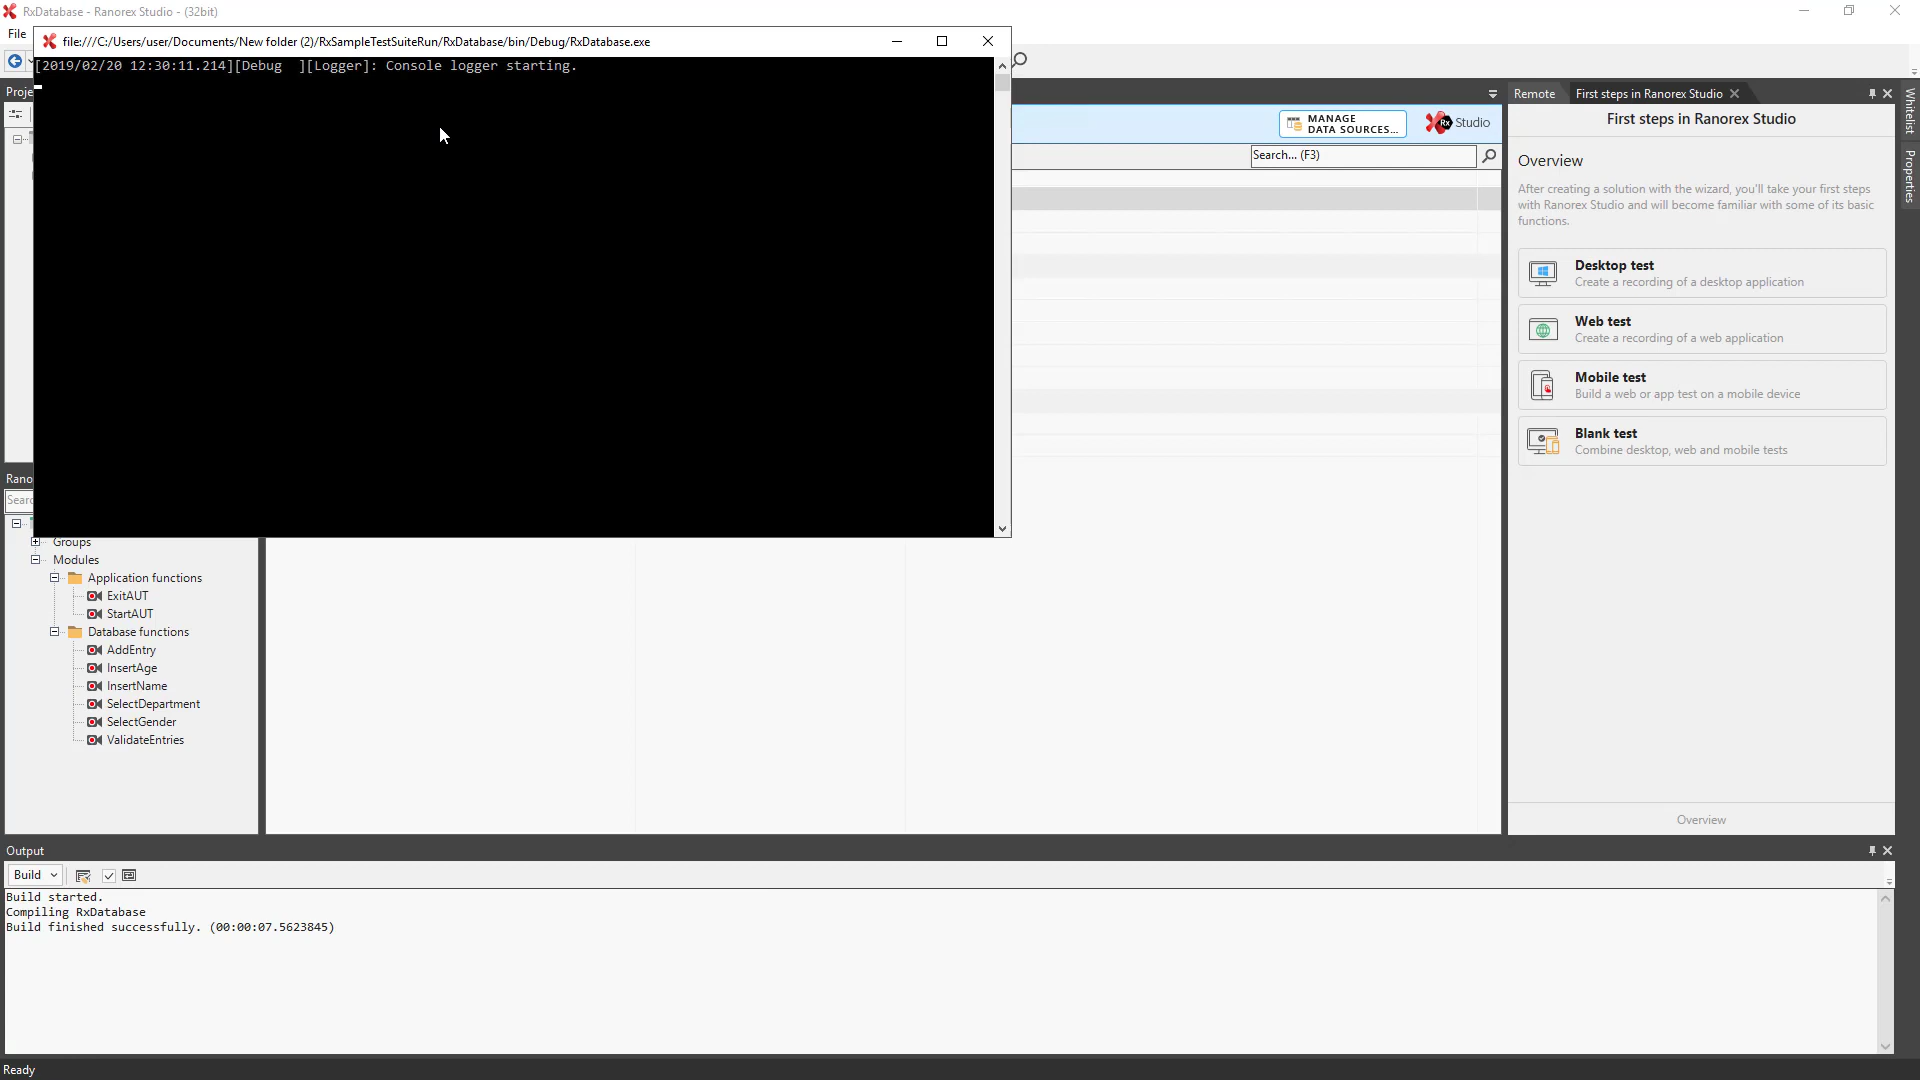 RxDatabase - Ranorex Studio - (32bit)
File
file:///C:/Users/user/Documents/New folder (2)/RxSampleTestSuiteRun/RxDatabase/bin/Debug/RxDatabase.exe
[2019/02/20 12:30:11.214][Debug  ][Logger]: Console logger starting.
Proje
Remote
First steps in Ranorex Studio
MANAGE
DATA SOURCES...
Rx Studio
Search... (F3)
First steps in Ranorex Studio
Overview
After creating a solution with the wizard, you'll take your first steps
with Ranorex Studio and will become familiar with some of its basic
functions.
Desktop test
Create a recording of a desktop application
Web test
Create a recording of a web application
Mobile test
Build a web or app test on a mobile device
Blank test
Combine desktop, web and mobile tests
Overview
Whitelist
Properties
Rano
Searc
Groups
Modules
Application functions
ExitAUT
StartAUT
Database functions
AddEntry
InsertAge
InsertName
SelectDepartment
SelectGender
ValidateEntries
Output
Build
Build started.
Compiling RxDatabase
Build finished successfully. (00:00:07.5623845)
Ready